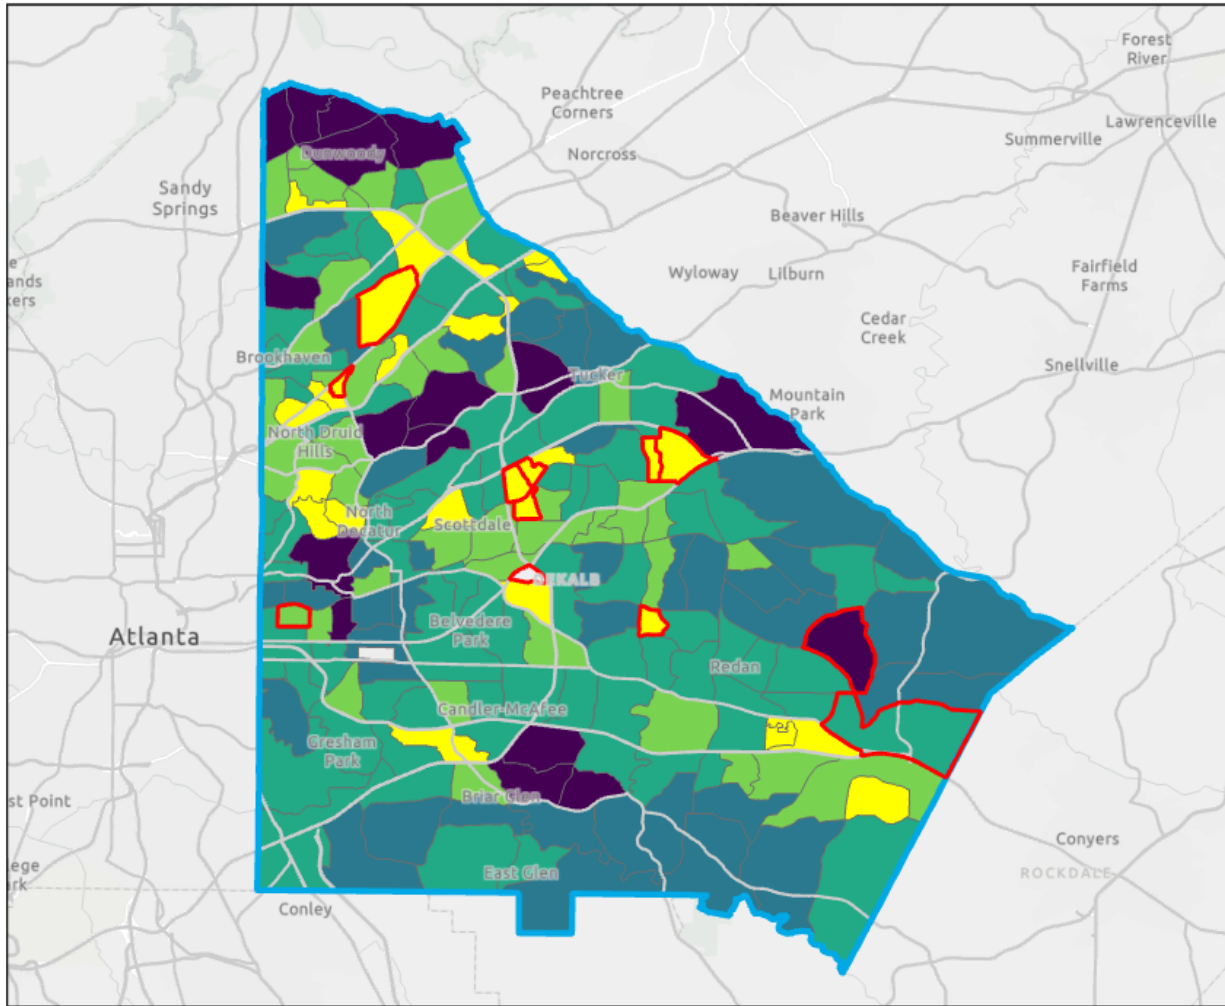 Forest
River
Peachtree
Corners
Lawrenceville
Summerville
Dunwoody
Norcross
Sandy
Springs
Beaver Hills
Wyloway
Lilburn
Fairfield
Farms
Cedar
Creek
Brookhaven
Tucker
Snellville
Mountain
Park
North Druid
Hills
North
Decatur
Scottdale
DEKALB
Atlanta
Belvedere
Park
Redan
Candler-McAfee
Gresham
Park
st Point
Briar Glen
Conyers
East Glen
ROCKDALE
Conley